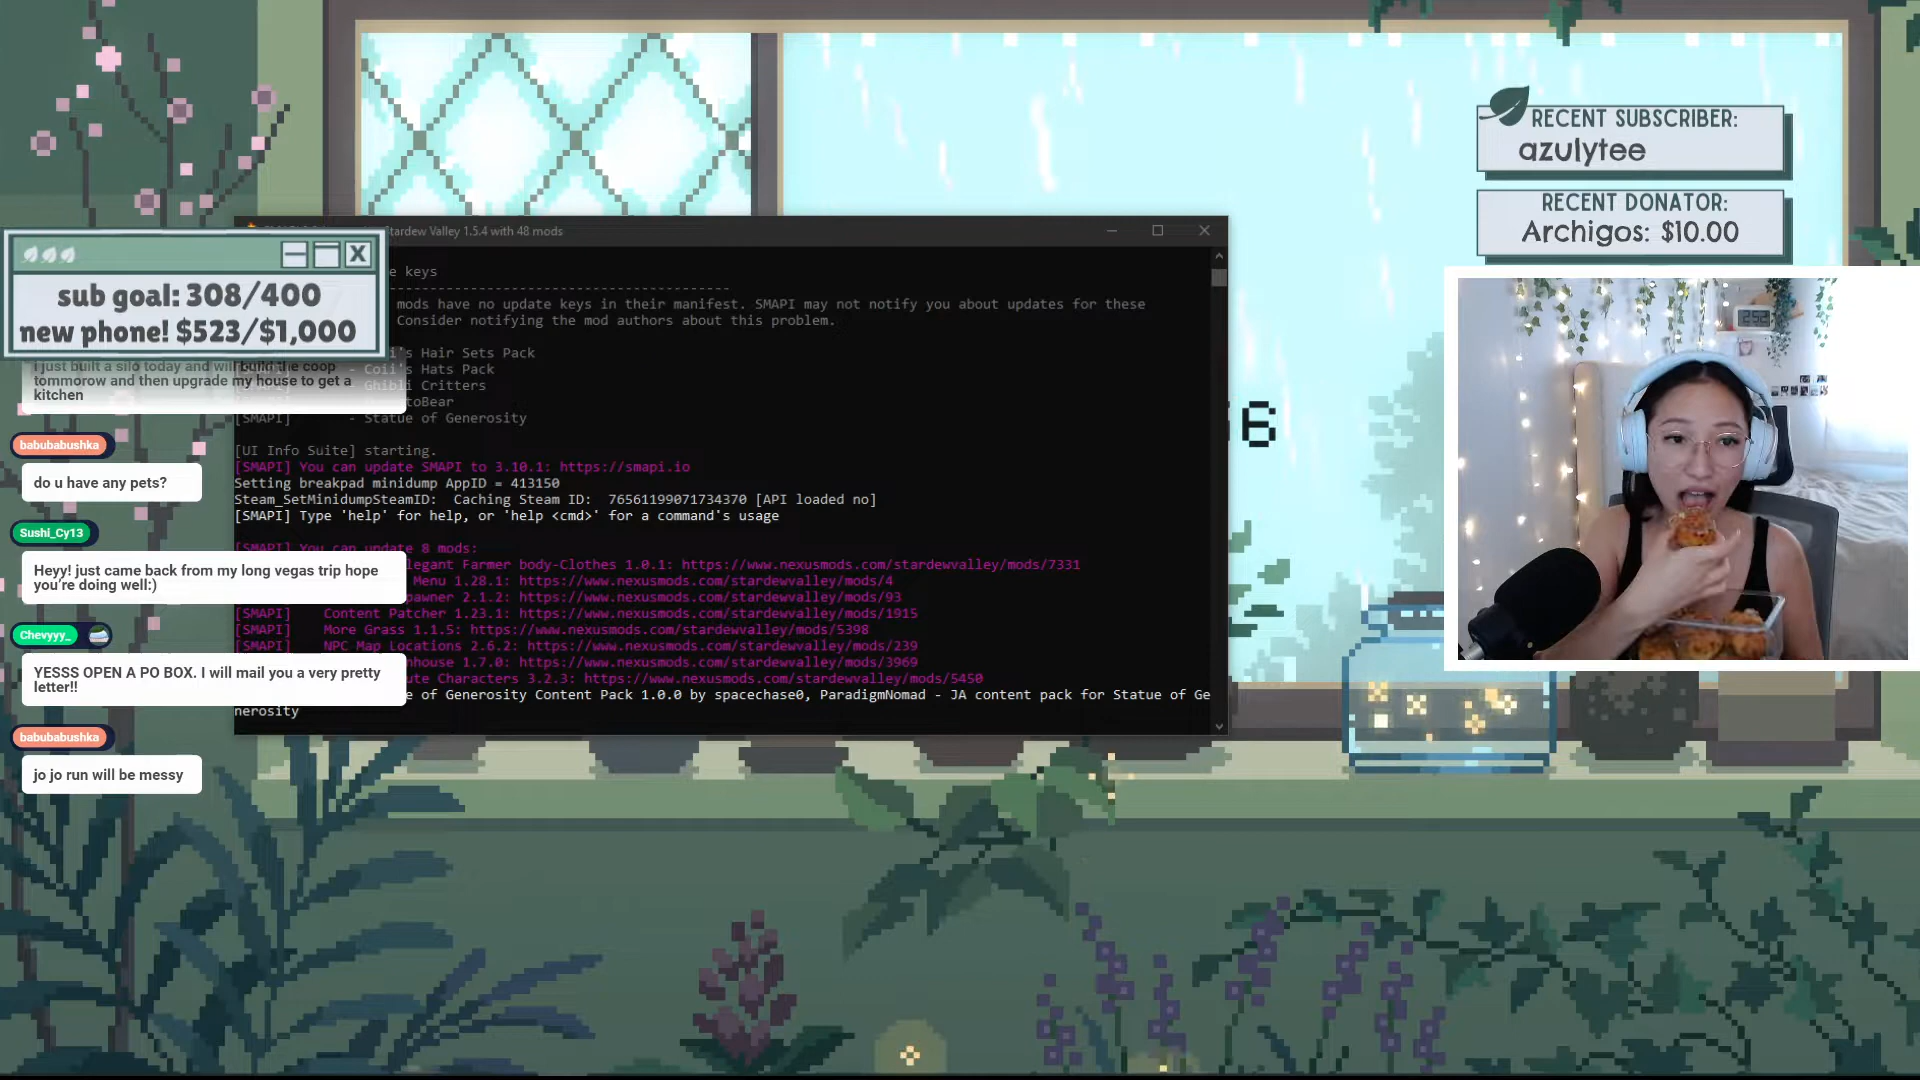 RECENT SUBSCRIBER:
azulytee
RECENT DONATOR:
Archigos: $10.00
2:52
sub goal: 308/400
new phone! $523/$1,000
I just built a silo today and will build the coop
tommorow and then upgrade my house to get a
kitchen
babubabushka
do u have any pets?
Sushi_Cy13
Heyy! just came back from my long vegas trip hope
you're doing well:)
Chevyyy_
YESSS OPEN A PO BOX. I will mail you a very pretty
letter!!
babubabushka
jo jo run will be messy
Stardew Valley 1.5.4 with 48 mods
keys
mods have no update keys in their manifest. SMAPI may not notify you about updates for these
Consider notifying the mod authors about this problem.
Hair Sets Pack
- Coii's Hats Pack
- Ghibli Critters
[SMAPI] - Statue of Generosity
[UI Info Suite] starting.
[SMAPI] You can update SMAPI to 3.10.1: https://smapi.io
Setting breakpad minidump AppID = 413150
Steam_SetMinidumpSteamID: Caching Steam ID: 76561199071734370 [API loaded no]
[SMAPI] Type 'help' for help, or 'help <cmd>' for a command's usage
[SMAPI] You can update 8 mods:
Farmer body-Clothes 1.0.1: https://www.nexusmods.com/stardewvalley/mods/7331
Menu 1.28.1: https://www.nexusmods.com/stardewvalley/mods/4
2.1.2: https://www.nexusmods.com/stardewvalley/mods/93
[SMAPI] Content Patcher 1.23.1: https://www.nexusmods.com/stardewvalley/mods/1915
[SMAPI] More Grass 1.1.5: https://www.nexusmods.com/stardewvalley/mods/5398
[SMAPI] NPC Map Locations 2.6.2: https://www.nexusmods.com/stardewvalley/mods/239
1.7.0: https://www.nexusmods.com/stardewvalley/mods/3969
Characters 3.2.3: https://www.nexusmods.com/stardewvalley/mods/5450
of Generosity Content Pack 1.0.0 by spacechase0, ParadigmNomad - JA content pack for Statue of Ge
nerosity
6